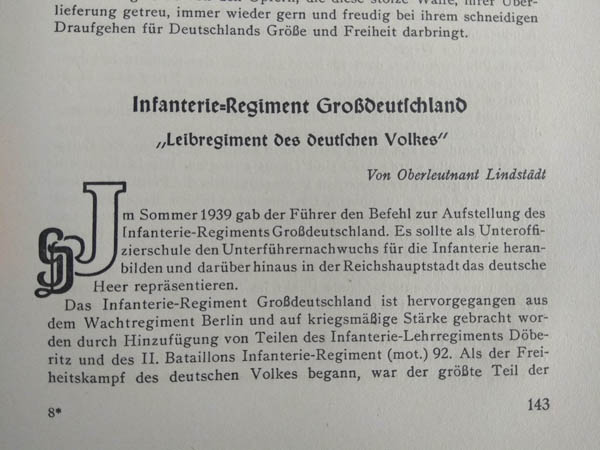 lieferung getreu, immer wieder gern und freudig bei ihrem schneidigen
Draufgehen für Deutschlands Größe und Freiheit darbringt.
Infanterie=Regiment Großdeutschland
„Leibregiment des deutschen Volkes“
Von Oberleutnant Lindstädt
Jm Sommer 1939 gab der Führer den Befehl zur Aufstellung des
Infanterie-Regiments Großdeutschland. Es sollte als Unteroffi-
zierschule den Unterführernachwuchs für die Infanterie heran-
bilden und darüber hinaus in der Reichshauptstadt das deutsche
Heer repräsentieren.
GD
Das Infanterie-Regiment Großdeutschland ist hervorgegangen aus
dem Wachtregiment Berlin und auf kriegsmäßige Stärke gebracht wor-
den durch Hinzufügung von Teilen des Infanterie-Lehrregiments Döbe-
ritz und des II. Bataillons Infanterie-Regiment (mot.) 92. Als der Frei-
heitskampf des deutschen Volkes begann, war der größte Teil der
8*
143